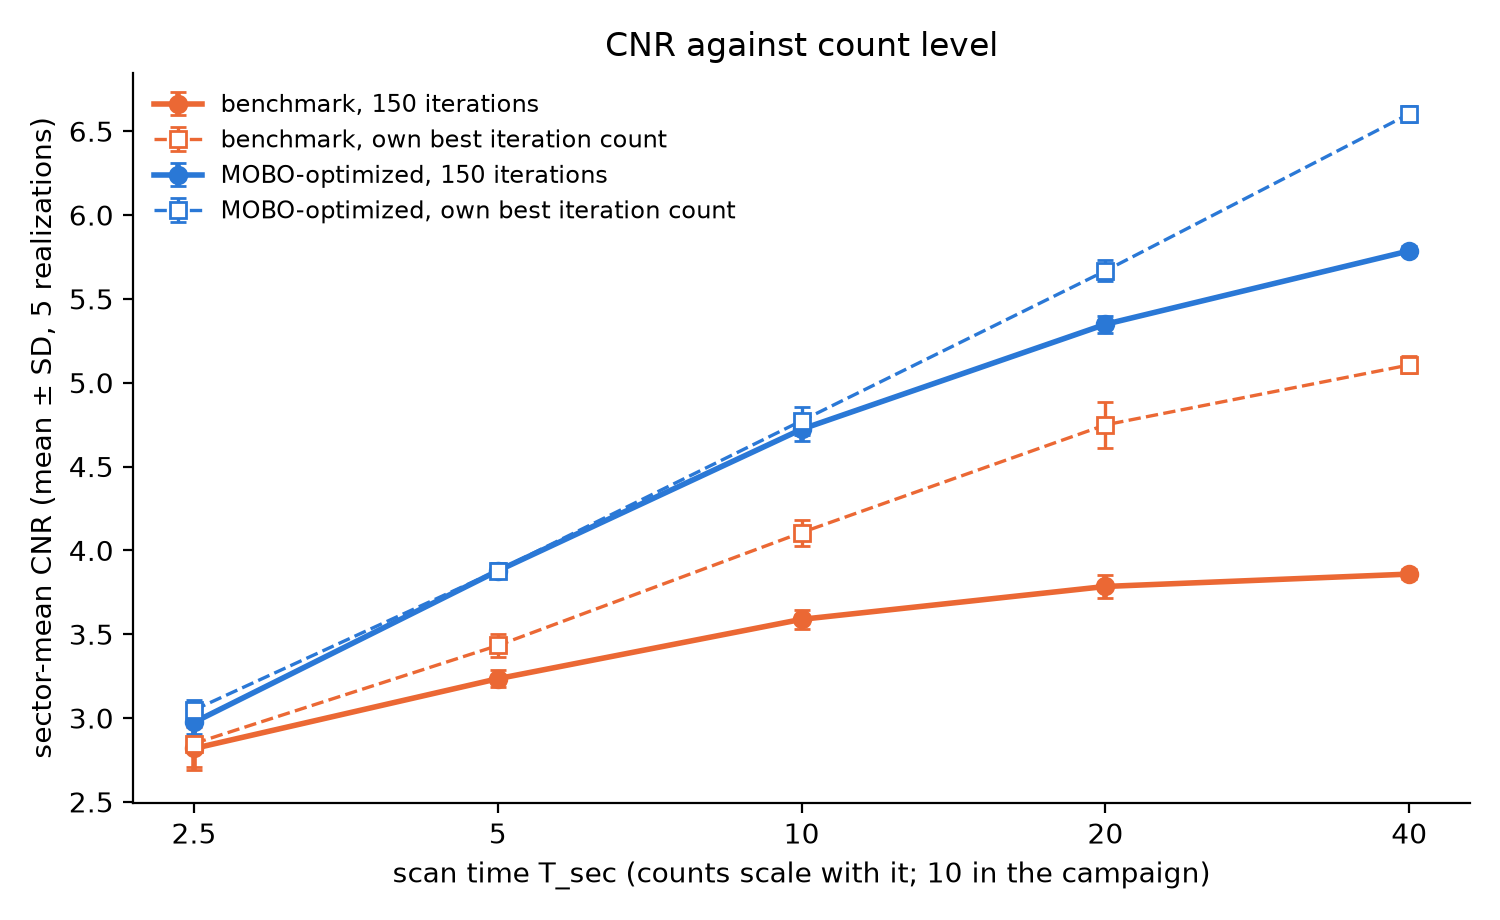 CNR against count level
benchmark, 150 iterations
benchmark, own best iteration count
MOBO-optimized, 150 iterations
MOBO-optimized, own best iteration count
sector-mean CNR (mean ± SD, 5 realizations)
6.5
6.0
5.5
5.0
4.5
4.0
3.5
3.0
2.5
2.5 5 10 20 40
scan time T_sec (counts scale with it; 10 in the campaign)